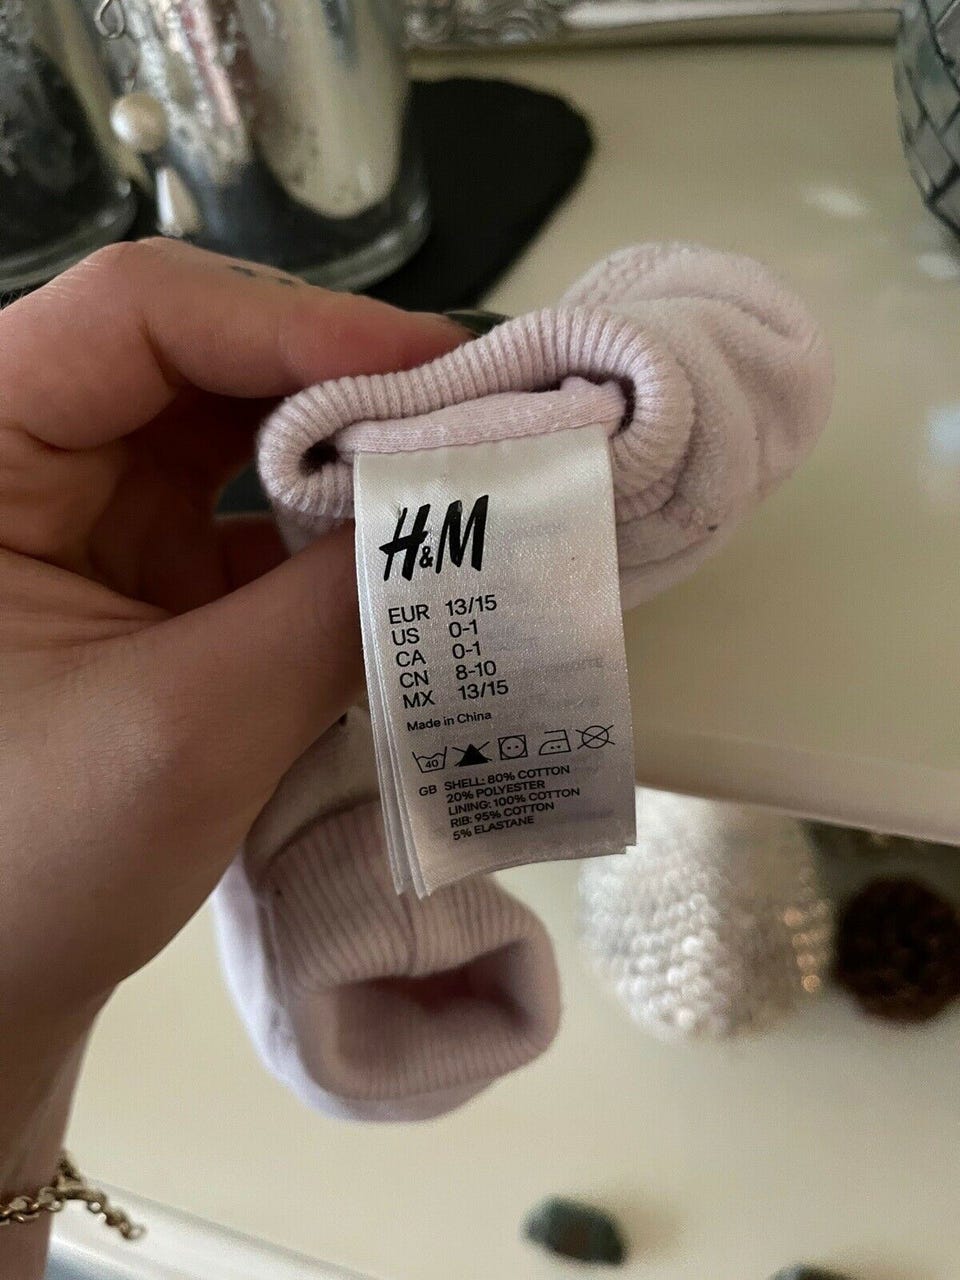 H&M
EUR 13/15
US 0-1
CA 0-1
CN 8-10
MX 13/15
Made in China
40
GB SHELL: 80% COTTON
20% POLYESTER
LINING: 100% COTTON
RIB: 95% COTTON
5% ELASTANE